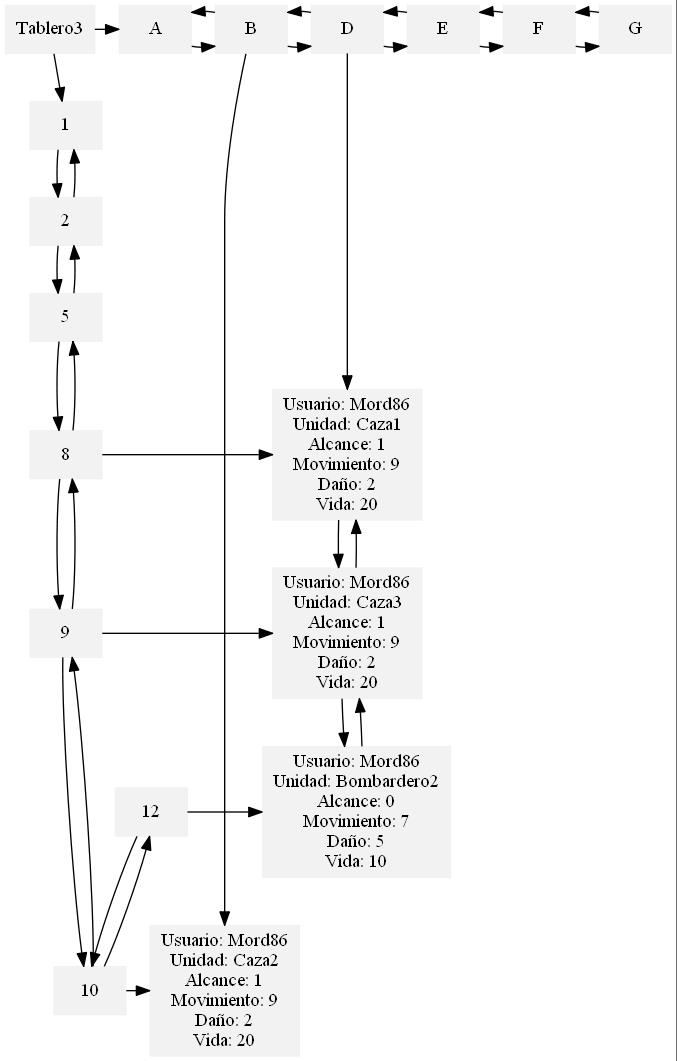 Tablero3
A
B
D
E
F
G
1
2
5
8
Usuario: Mord86
Unidad: Caza1
Alcance: 1
Movimiento: 9
Daño: 2
Vida: 20
9
Usuario: Mord86
Unidad: Caza3
Alcance: 1
Movimiento: 9
Daño: 2
Vida: 20
12
Usuario: Mord86
Unidad: Bombardero2
Alcance: 0
Movimiento: 7
Daño: 5
Vida: 10
10
Usuario: Mord86
Unidad: Caza2
Alcance: 1
Movimiento: 9
Daño: 2
Vida: 20